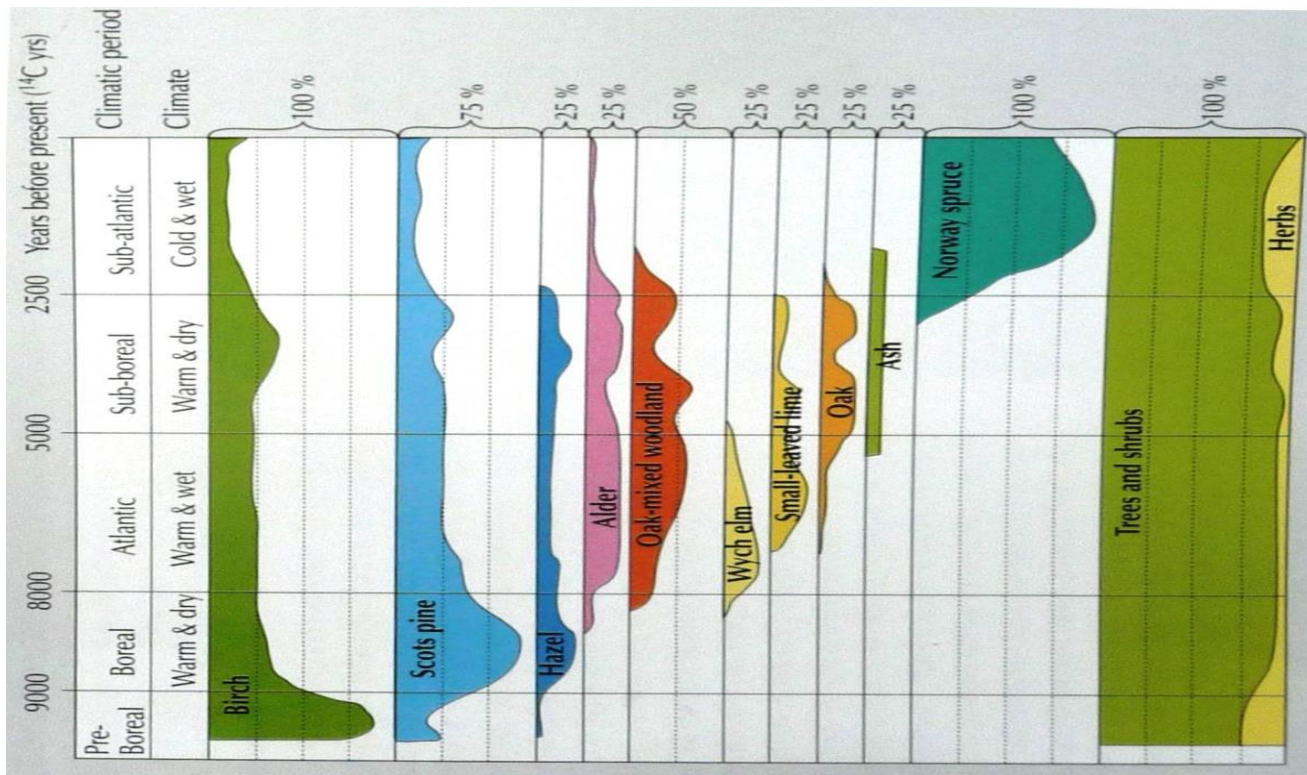 Years before present (¹⁴C yrs)
2500
5000
8000
9000
Climatic period
Sub-atlantic
Sub-boreal
Atlantic
Boreal
Pre-
Boreal
Climate
Cold & wet
Warm & dry
Warm & wet
Warm & dry
100 %
75 %
25 %
25 %
50 %
25 %
25 %
25 %
25 %
100 %
100 %
Birch
Scots pine
Hazel
Alder
Oak-mixed woodland
Wych elm
Small-leaved lime
Oak
Ash
Norway spruce
Trees and shrubs
Herbs